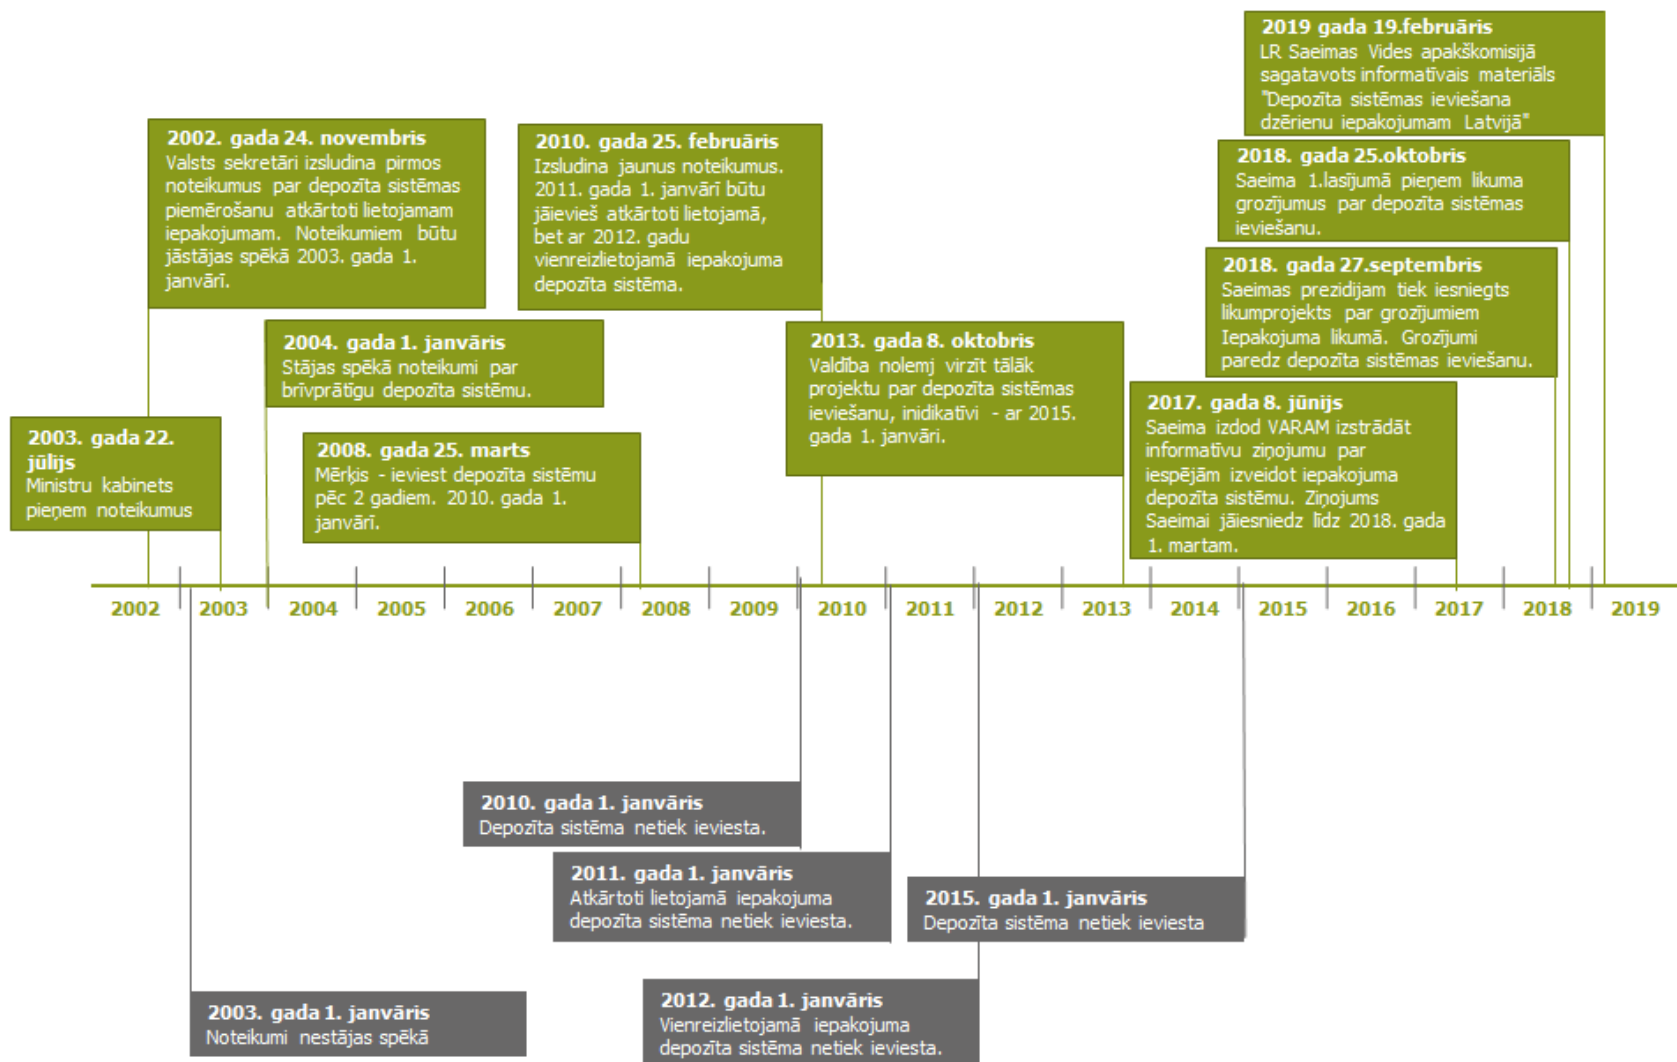 2019 gada 19.februāris
LR Saeimas Vides apakškomisijā
sagatavots informatīvais materiāls
"Depozīta sistēmas ieviešana
dzērienu iepakojumam Latvijā"
2002. gada 24. novembris
Valsts sekretāri izsludina pirmos
noteikumus par depozīta sistēmas
piemērošanu atkārtoti lietojamam
iepakojumam. Noteikumiem būtu
jāstājas spēkā 2003. gada 1.
janvārī.
2010. gada 25. februāris
Izsludina jaunus noteikumus.
2011. gada 1. janvārī būtu
jāievieš atkārtoti lietojamā,
bet ar 2012. gadu
vienreizlietojamā iepakojuma
depozīta sistēma.
2018. gada 25.oktobris
Saeima 1.lasījumā pieņem likuma
grozījumus par depozīta sistēmas
ieviešanu.
2018. gada 27.septembris
Saeimas prezidijam tiek iesniegts
likumprojekts par grozījumiem
Iepakojuma likumā. Grozījumi
paredz depozīta sistēmas ieviešanu.
2004. gada 1. janvāris
Stājas spēkā noteikumi par
brīvprātīgu depozīta sistēmu.
2013. gada 8. oktobris
Valdība nolemj virzīt tālāk
projektu par depozīta sistēmas
ieviešanu, inidikatīvi - ar 2015.
gada 1. janvāri.
2017. gada 8. jūnijs
Saeima izdod VARAM izstrādāt
informatīvu ziņojumu par
iespējām izveidot iepakojuma
depozīta sistēmu. Ziņojums
Saeimai jāiesniedz līdz 2018. gada
1. martam.
2003. gada 22.
jūlijs
Ministru kabinets
pieņem noteikumus
2008. gada 25. marts
Mērķis - ieviest depozīta sistēmu
pēc 2 gadiem. 2010. gada 1.
janvārī.
2002 2003 2004 2005 2006 2007 2008 2009 2010 2011 2012 2013 2014 2015 2016 2017 2018 2019
2010. gada 1. janvāris
Depozīta sistēma netiek ieviesta.
2011. gada 1. janvāris
Atkārtoti lietojamā iepakojuma
depozīta sistēma netiek ieviesta.
2015. gada 1. janvāris
Depozīta sistēma netiek ieviesta
2003. gada 1. janvāris
Noteikumi nestājas spēkā
2012. gada 1. janvāris
Vienreizlietojamā iepakojuma
depozīta sistēma netiek ieviesta.